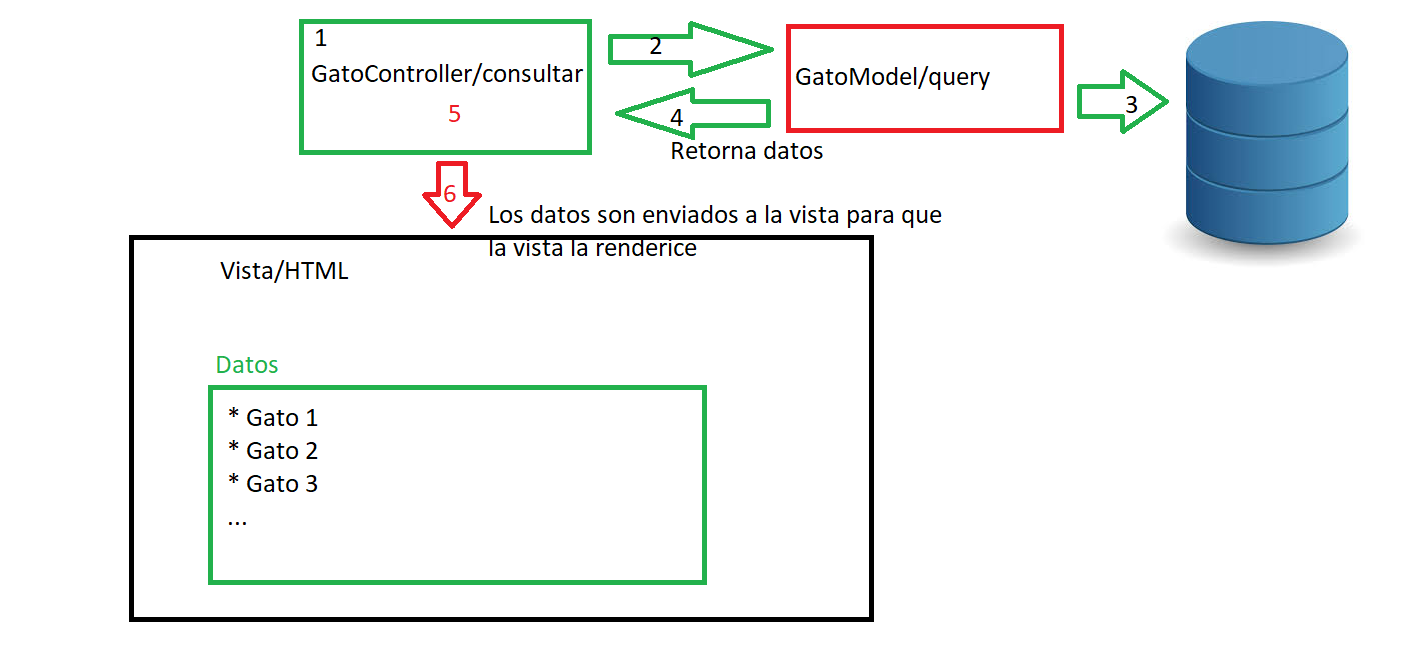 1
GatoController/consultar
5
2
4
Retorna datos
GatoModel/query
3
6
Los datos son enviados a la vista para que
la vista la renderice
Vista/HTML
Datos
* Gato 1
* Gato 2
* Gato 3
...